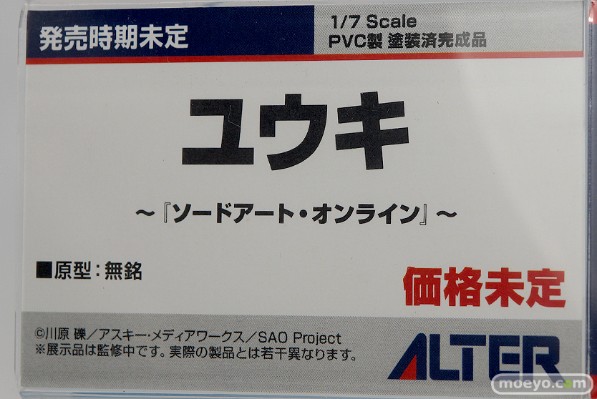 発売時期未定
1/7 Scale
PVC製 塗装済完成品
ユウキ
～『ソードアート・オンライン』～
■原型：無銘
価格未定
©川原 礫／アスキー・メディアワークス／SAO Project
※展示品は監修中です。実際の製品とは若干異なります。
ALTER
moeyo.com